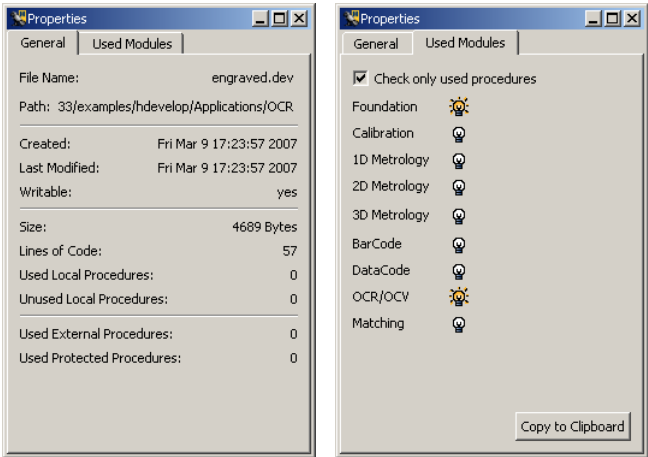 Properties
General Used Modules
File Name: engraved.dev
Path: 33/examples/hdevelop/Applications/OCR
Created: Fri Mar 9 17:23:57 2007
Last Modified: Fri Mar 9 17:23:57 2007
Writable: yes
Size: 4689 Bytes
Lines of Code: 57
Used Local Procedures: 0
Unused Local Procedures: 0
Used External Procedures: 0
Used Protected Procedures: 0
Properties
General Used Modules
Check only used procedures
Foundation
Calibration
1D Metrology
2D Metrology
3D Metrology
BarCode
DataCode
OCR/OCV
Matching
Copy to Clipboard